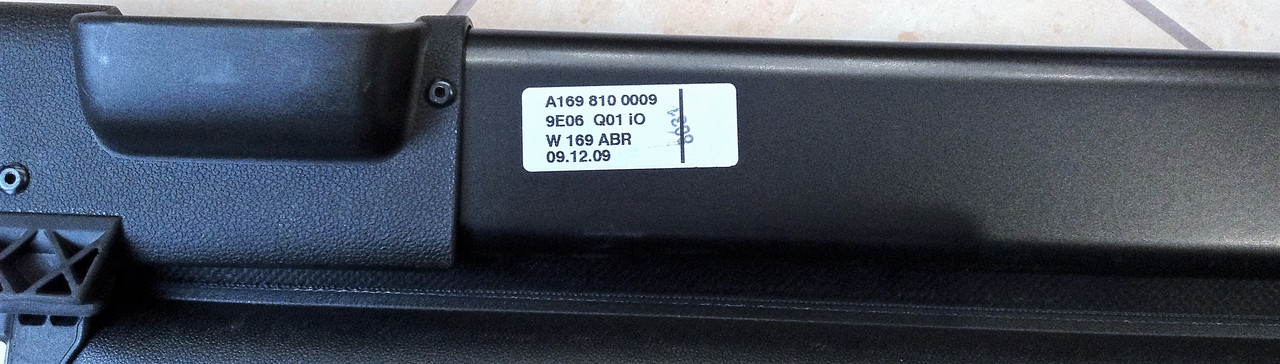 A169 810 0009
9E06 Q01 iO
W 169 ABR
09.12.09